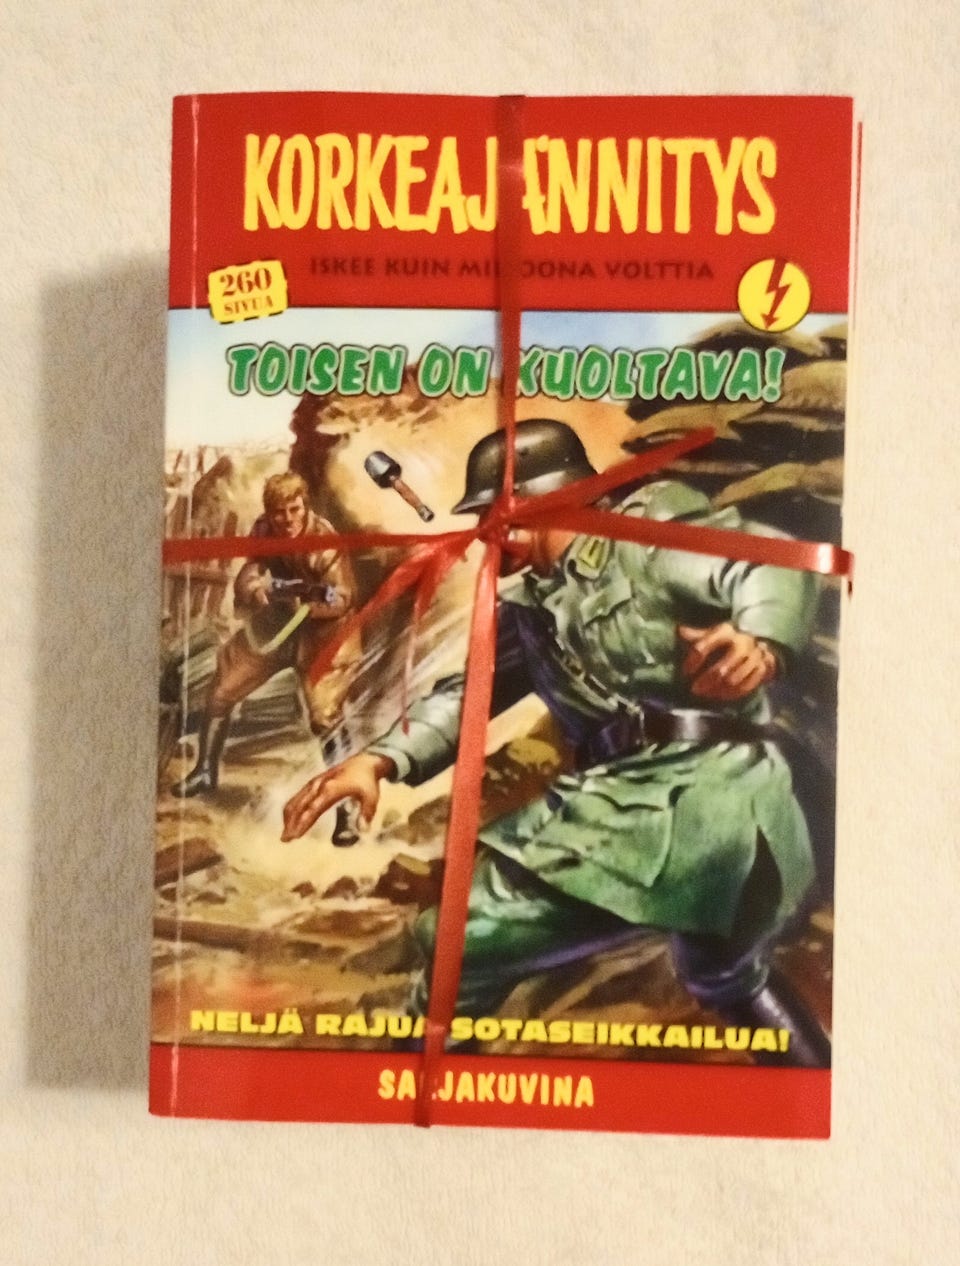 KORKEAJÄNNITYS
ISKEE KUIN MILJOONA VOLTTIA
260
SIVUA
TOISEN ON KUOLTAVA!
NELJÄ RAJUA SOTASEIKKAILUA!
SARJAKUVINA